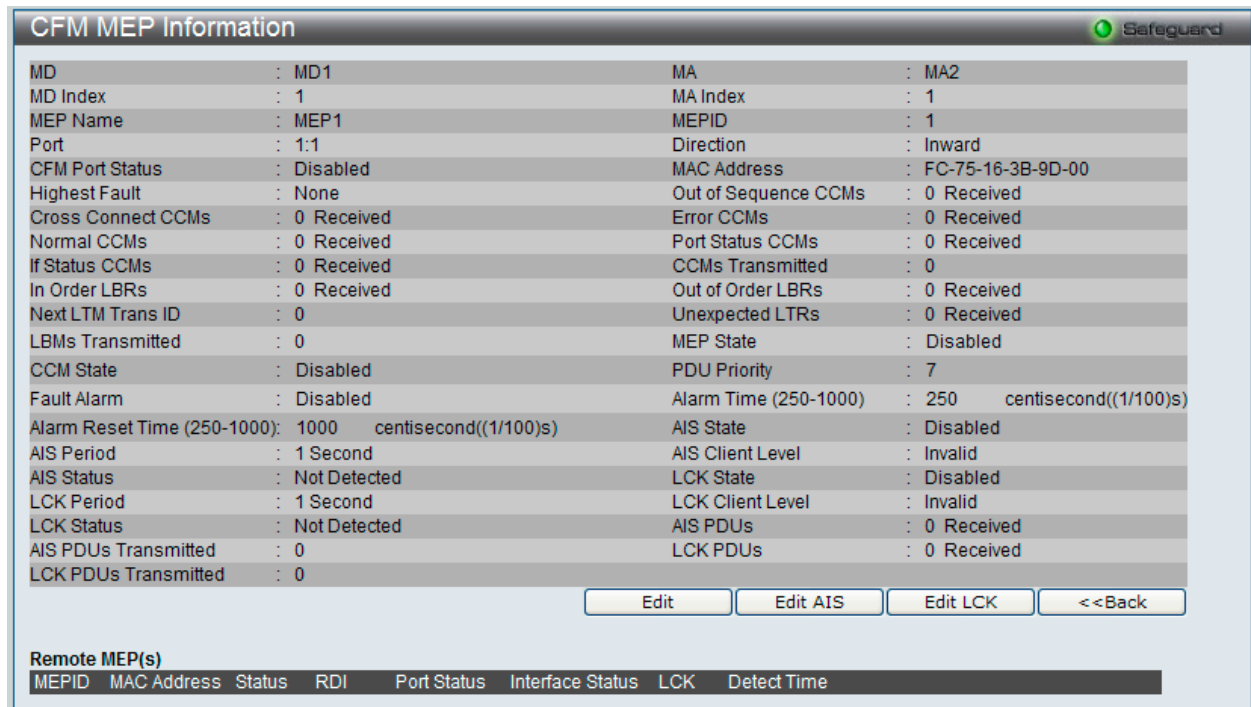 CFM MEP Information Safeguard
MD : MD1 MA : MA2
MD Index : 1 MA Index : 1
MEP Name : MEP1 MEPID : 1
Port : 1:1 Direction : Inward
CFM Port Status : Disabled MAC Address : FC-75-16-3B-9D-00
Highest Fault : None Out of Sequence CCMs : 0 Received
Cross Connect CCMs : 0 Received Error CCMs : 0 Received
Normal CCMs : 0 Received Port Status CCMs : 0 Received
If Status CCMs : 0 Received CCMs Transmitted : 0
In Order LBRs : 0 Received Out of Order LBRs : 0 Received
Next LTM Trans ID : 0 Unexpected LTRs : 0 Received
LBMs Transmitted : 0 MEP State : Disabled
CCM State : Disabled PDU Priority : 7
Fault Alarm : Disabled Alarm Time (250-1000) : 250 centisecond((1/100)s)
Alarm Reset Time (250-1000): 1000 centisecond((1/100)s) AIS State : Disabled
AIS Period : 1 Second AIS Client Level : Invalid
AIS Status : Not Detected LCK State : Disabled
LCK Period : 1 Second LCK Client Level : Invalid
LCK Status : Not Detected AIS PDUs : 0 Received
AIS PDUs Transmitted : 0 LCK PDUs : 0 Received
LCK PDUs Transmitted : 0
Edit Edit AIS Edit LCK <<Back
Remote MEP(s)
MEPID MAC Address Status RDI Port Status Interface Status LCK Detect Time